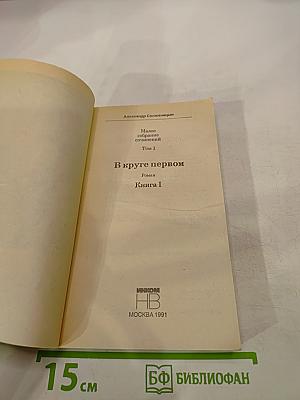 Александр Солженицын
Малое
собрание
сочинений
Том 1
В круге первом
Роман
Книга I
ИНКОМ
НВ
МОСКВА 1991
15 см
БФ БИБЛИОФАН